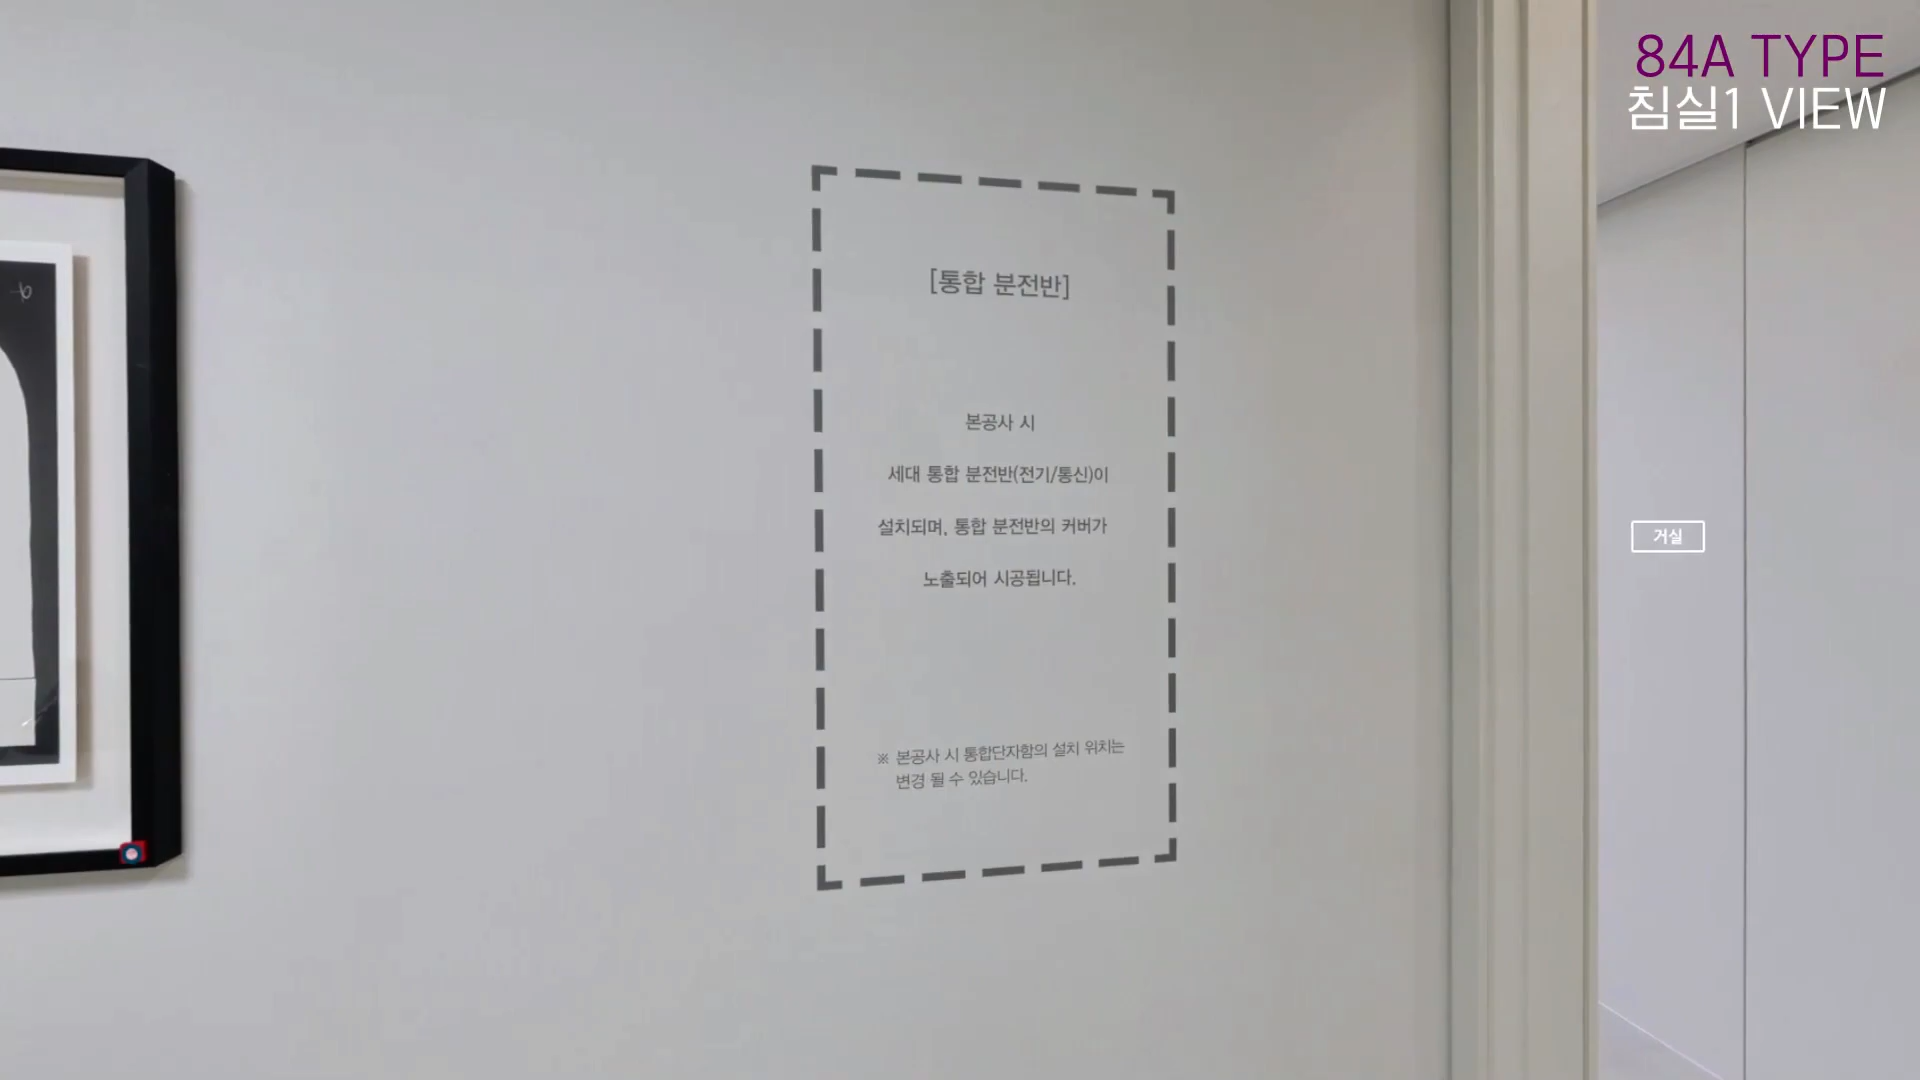 84A TYPE
침실1 VIEW
[통합 분전반]
본공사 시
세대 통합 분전반(전기/통신)이
설치되며, 통합 분전반의 커버가
노출되어 시공됩니다.
거실
※ 본공사 시 통합단자함의 설치 위치는
변경 될 수 있습니다.